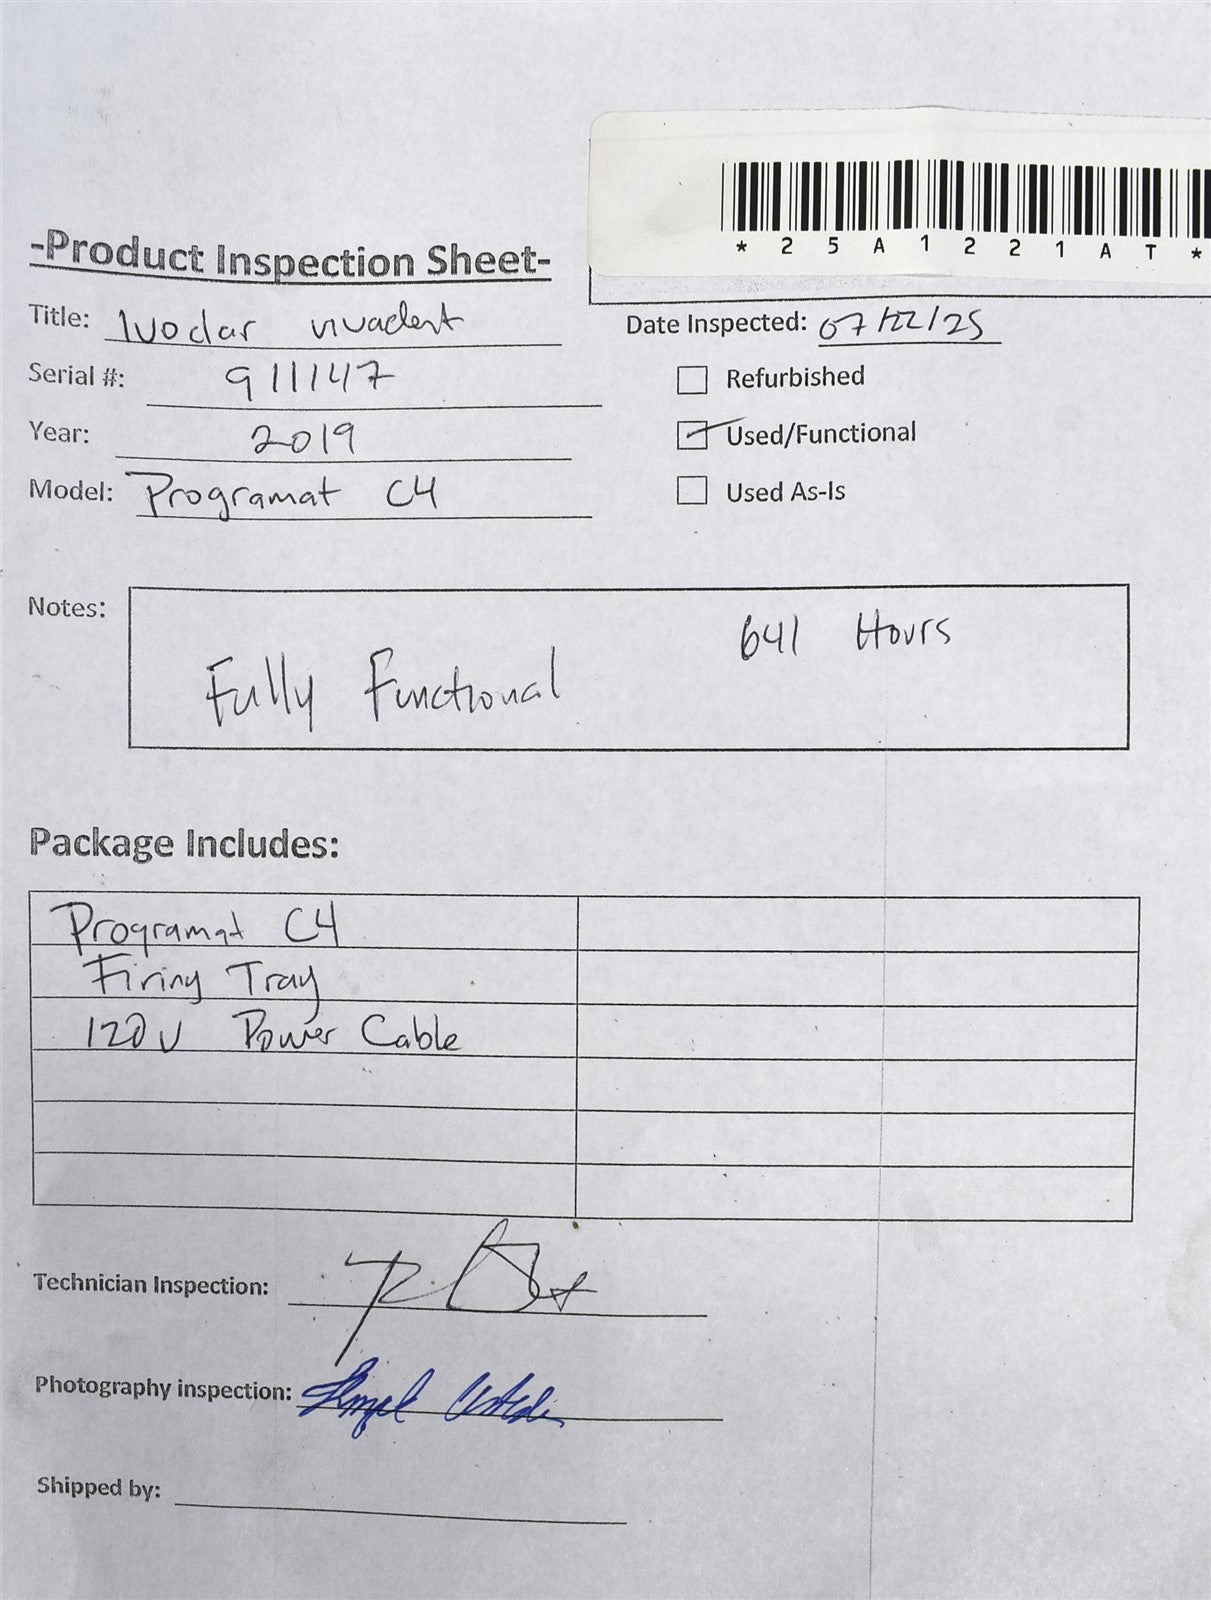 *25A1221AT*
-Product Inspection Sheet-
Title: Ivoclar vivadent
Date Inspected: 07/22/25
Serial #: 911147
Refurbished
Year: 2019
Used/Functional
Model: Programat C4
Used As-Is
Notes:
641 Hours
Fully Functional
Package Includes:
Programat C4
Firing Tray
120V Power Cable
Technician Inspection:
Photography inspection:
Shipped by: